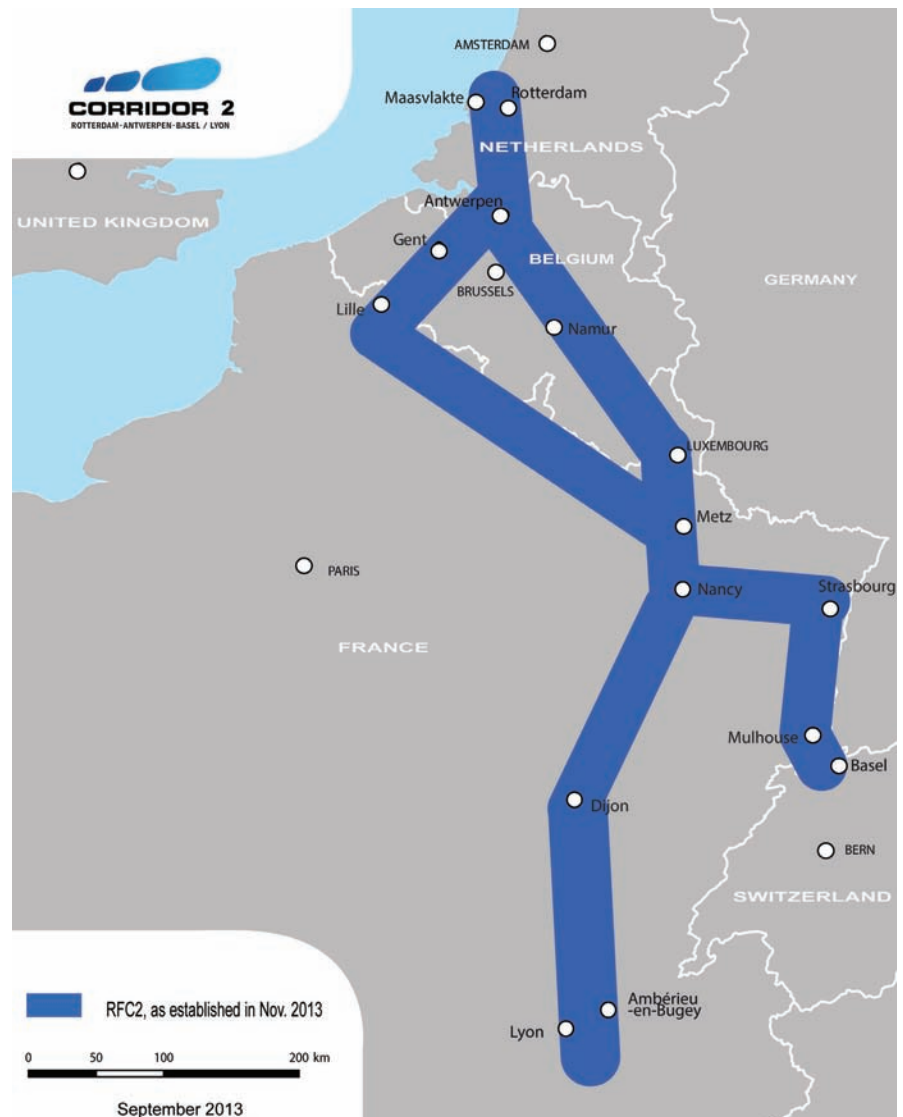 AMSTERDAM
CORRIDOR 2
ROTTERDAM-ANTWERPEN-BASEL / LYON
Maasvlakte
Rotterdam
NETHERLANDS
UNITED KINGDOM
Antwerpen
Gent
BELGIUM
BRUSSELS
GERMANY
Lille
Namur
LUXEMBOURG
Metz
PARIS
Nancy
Strasbourg
FRANCE
Mulhouse
Basel
Dijon
BERN
SWITZERLAND
Ambérieu
-en-Bugey
Lyon
RFC2, as established in Nov. 2013
0 50 100 200 km
September 2013